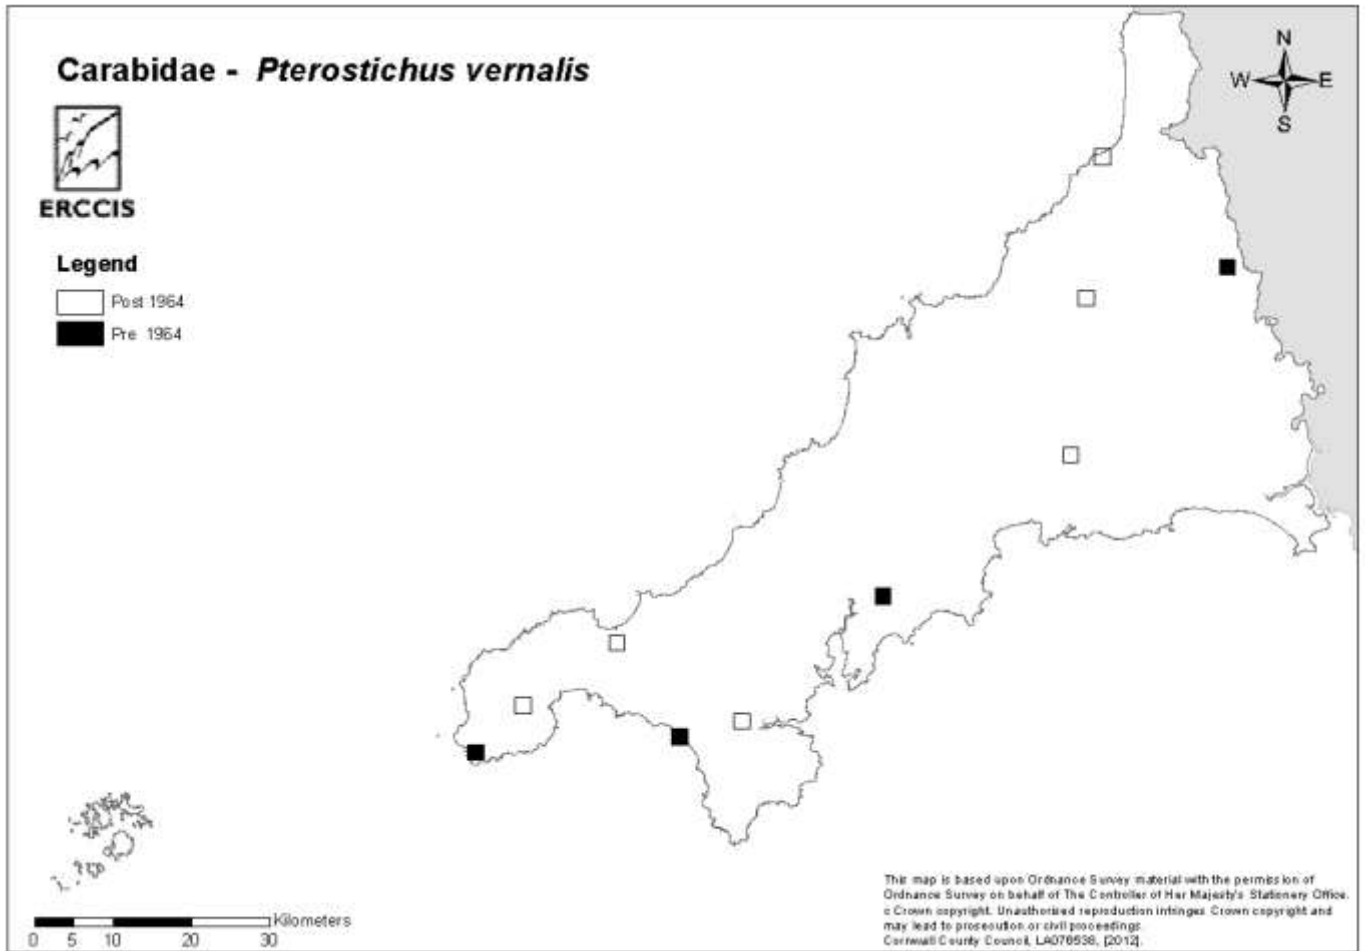 Carabidae - Pterostichus vernalis
N
W E
S
ERCCIS
Legend
Post 1964
Pre 1964
This map is based upon Ordnance Survey material with the permission of
Ordnance Survey on behalf of The Controller of Her Majesty's Stationery Office.
c Crown copyright. Unauthorised reproduction infringes Crown copyright and
may lead to prosecution or civil proceedings.
Cornwall County Council, LA076538, [2012].
Kilometers
0 5 10 20 30